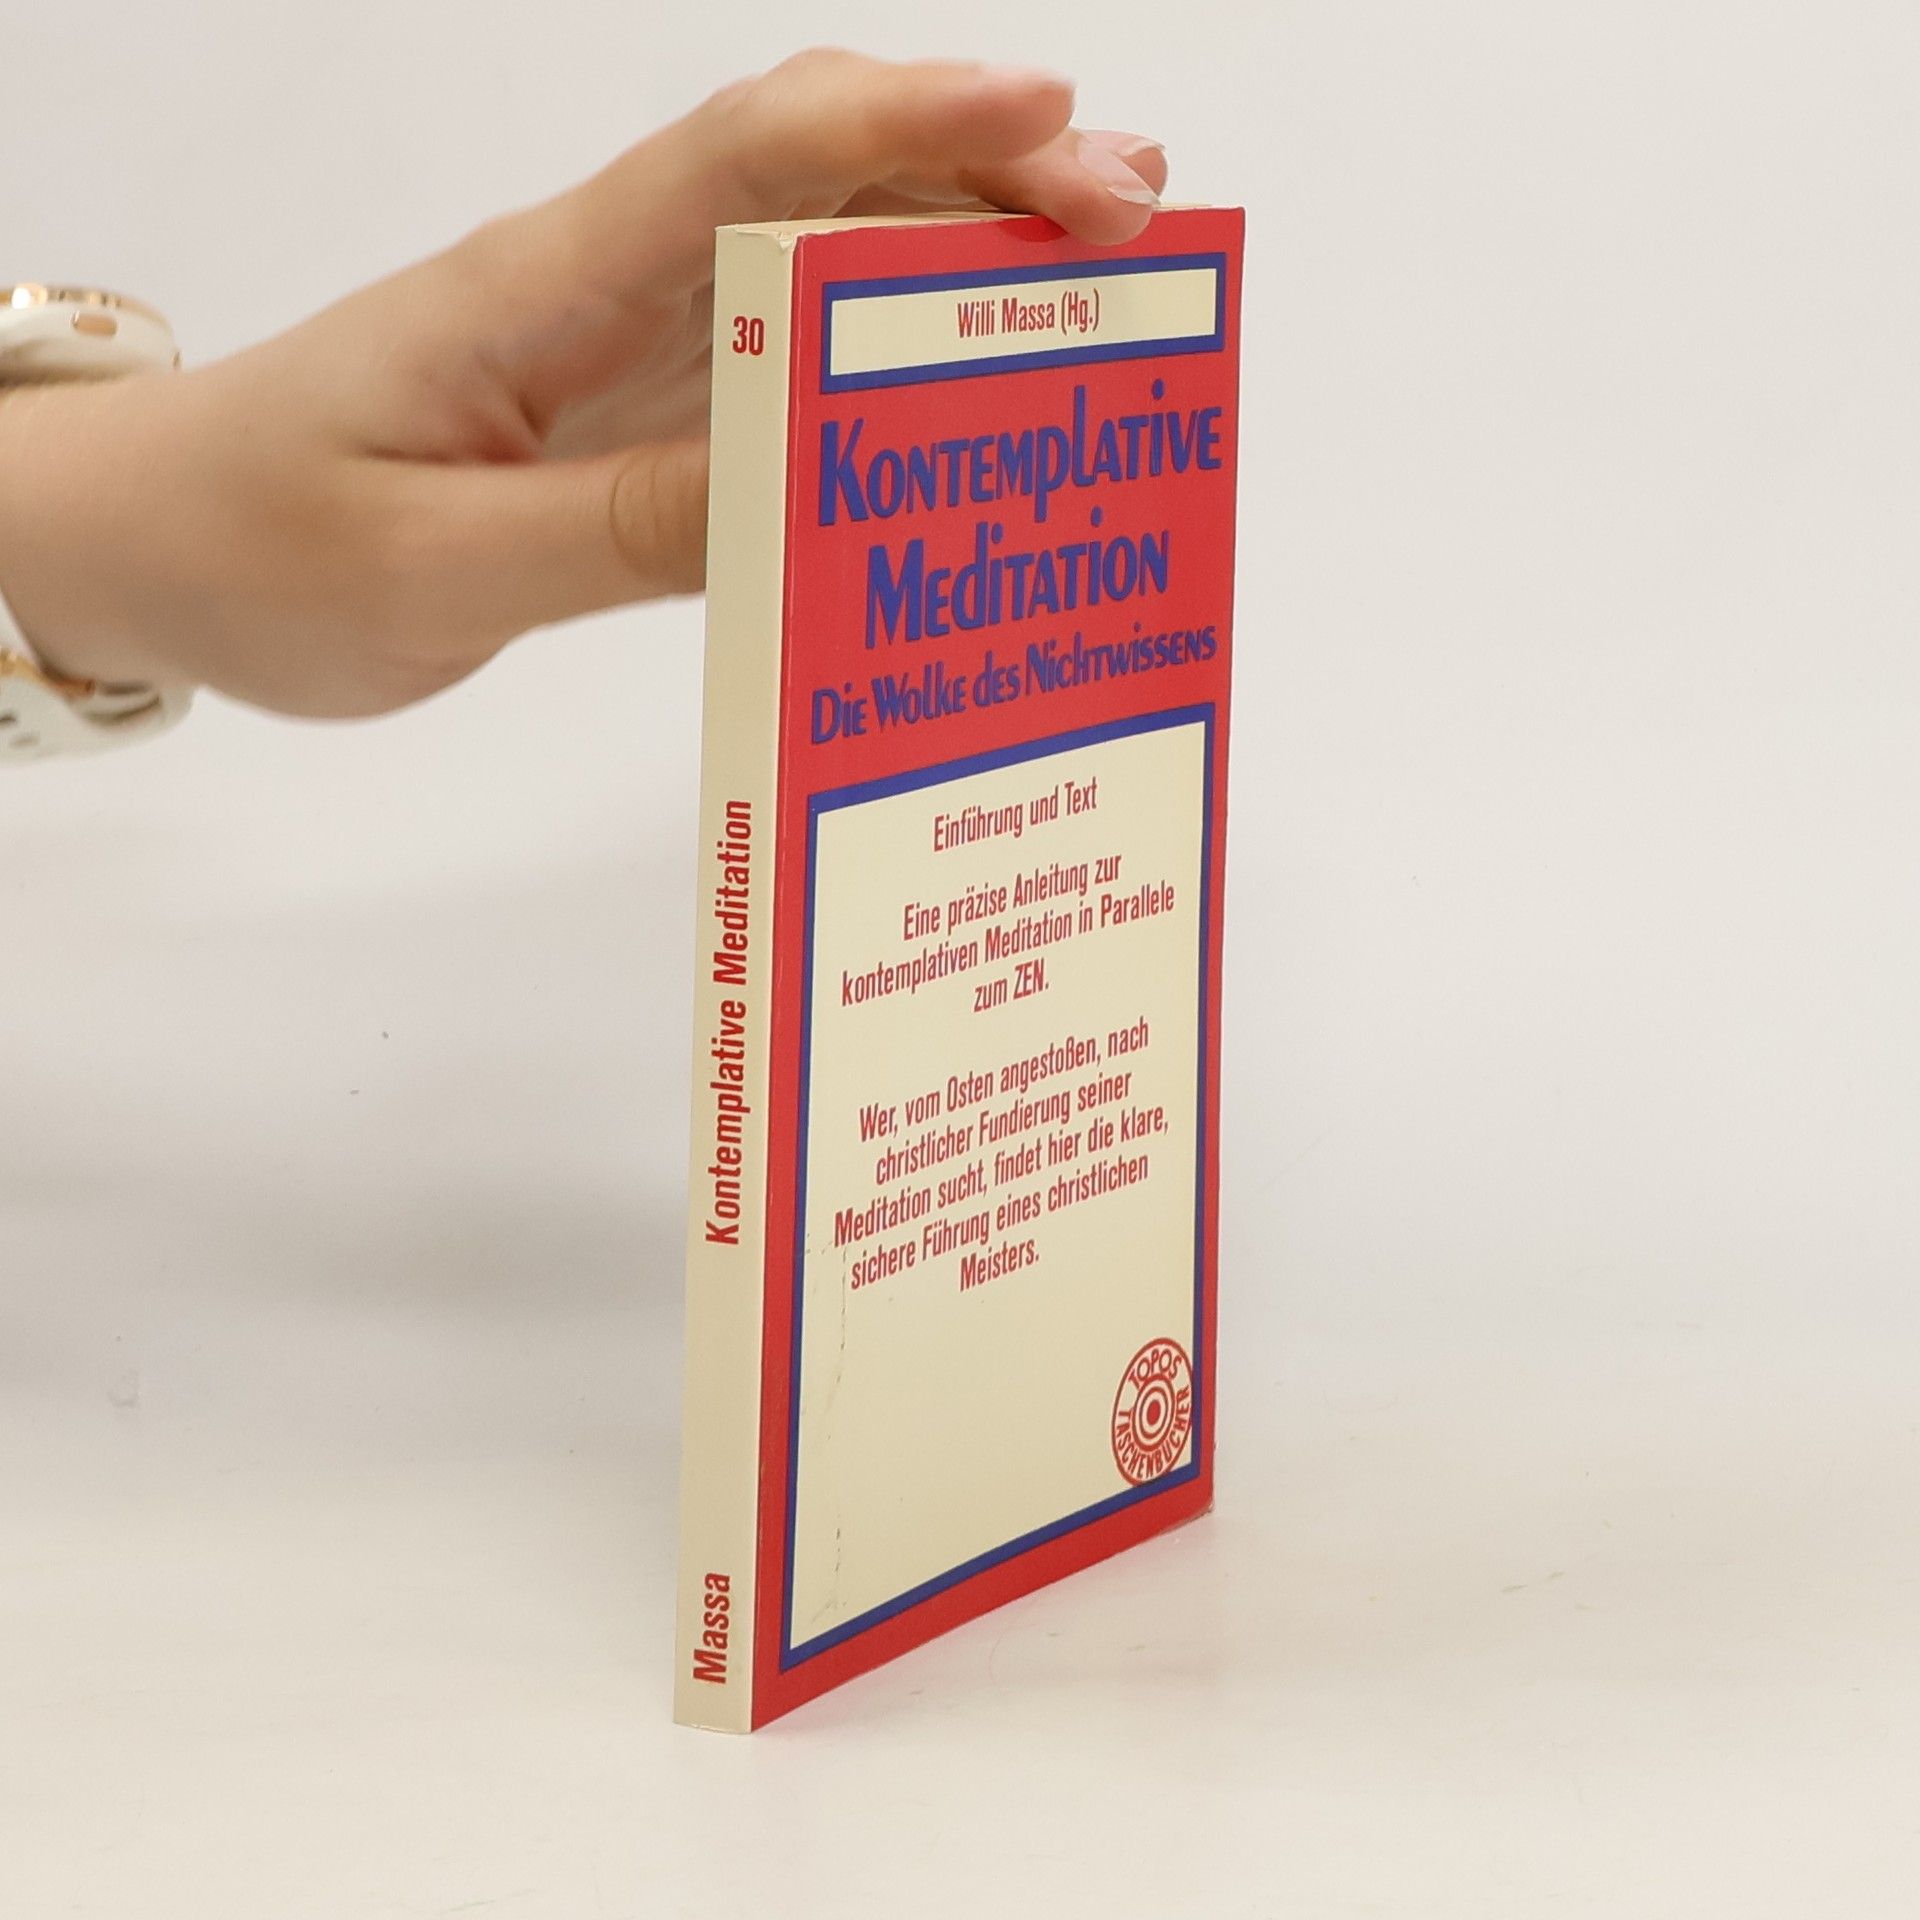 30
Kontemplative Meditation
Massa
Willi Massa (Hg.)
Kontemplative
Meditation
Die Wolke des Nichtwissens
Einführung und Text
Eine präzise Anleitung zur
kontemplativen Meditation in Parallele
zum ZEN.
Wer, vom Osten angestoßen, nach
christlicher Fundierung seiner
Meditation sucht, findet hier die klare,
sichere Führung eines christlichen
Meisters.
TOPOS
TASCHENBÜCHER